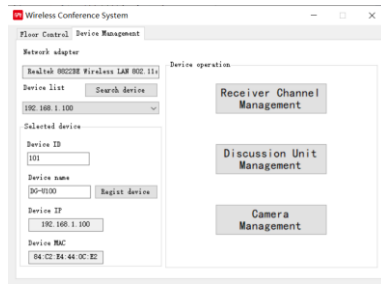 Wireless Conference System
Floor Control Device Management
Network adapter
Realtek 8822BE Wireless LAN 802.11
Device list Search device
192.168.1.100
Selected device
Device ID
101
Device name
DG-U100 Regist device
Device IP
192.168.1.100
Device MAC
84:C2:E4:44:0C:E2
Device operation
Receiver Channel
Management
Discussion Unit
Management
Camera
Management